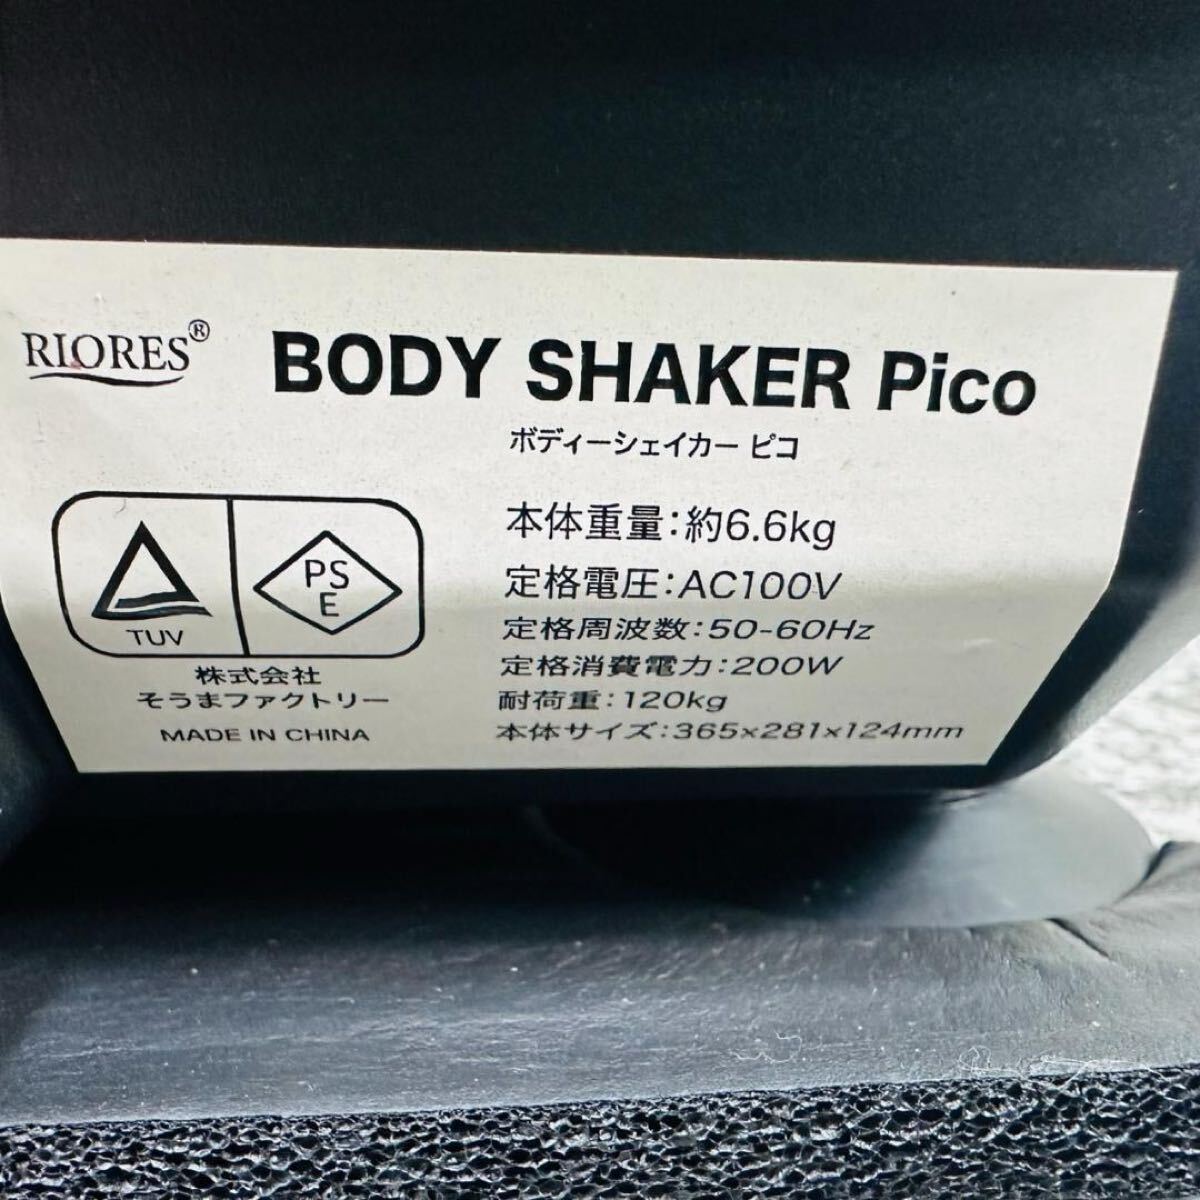 RIORES®
BODY SHAKER Pico
ボディーシェイカー ピコ
本体重量:約6.6kg
定格電圧:AC100V
定格周波数:50-60Hz
定格消費電力:200W
耐荷重:120kg
本体サイズ:365×281×124mm
TUV
PS
E
株式会社
そうまファクトリー
MADE IN CHINA